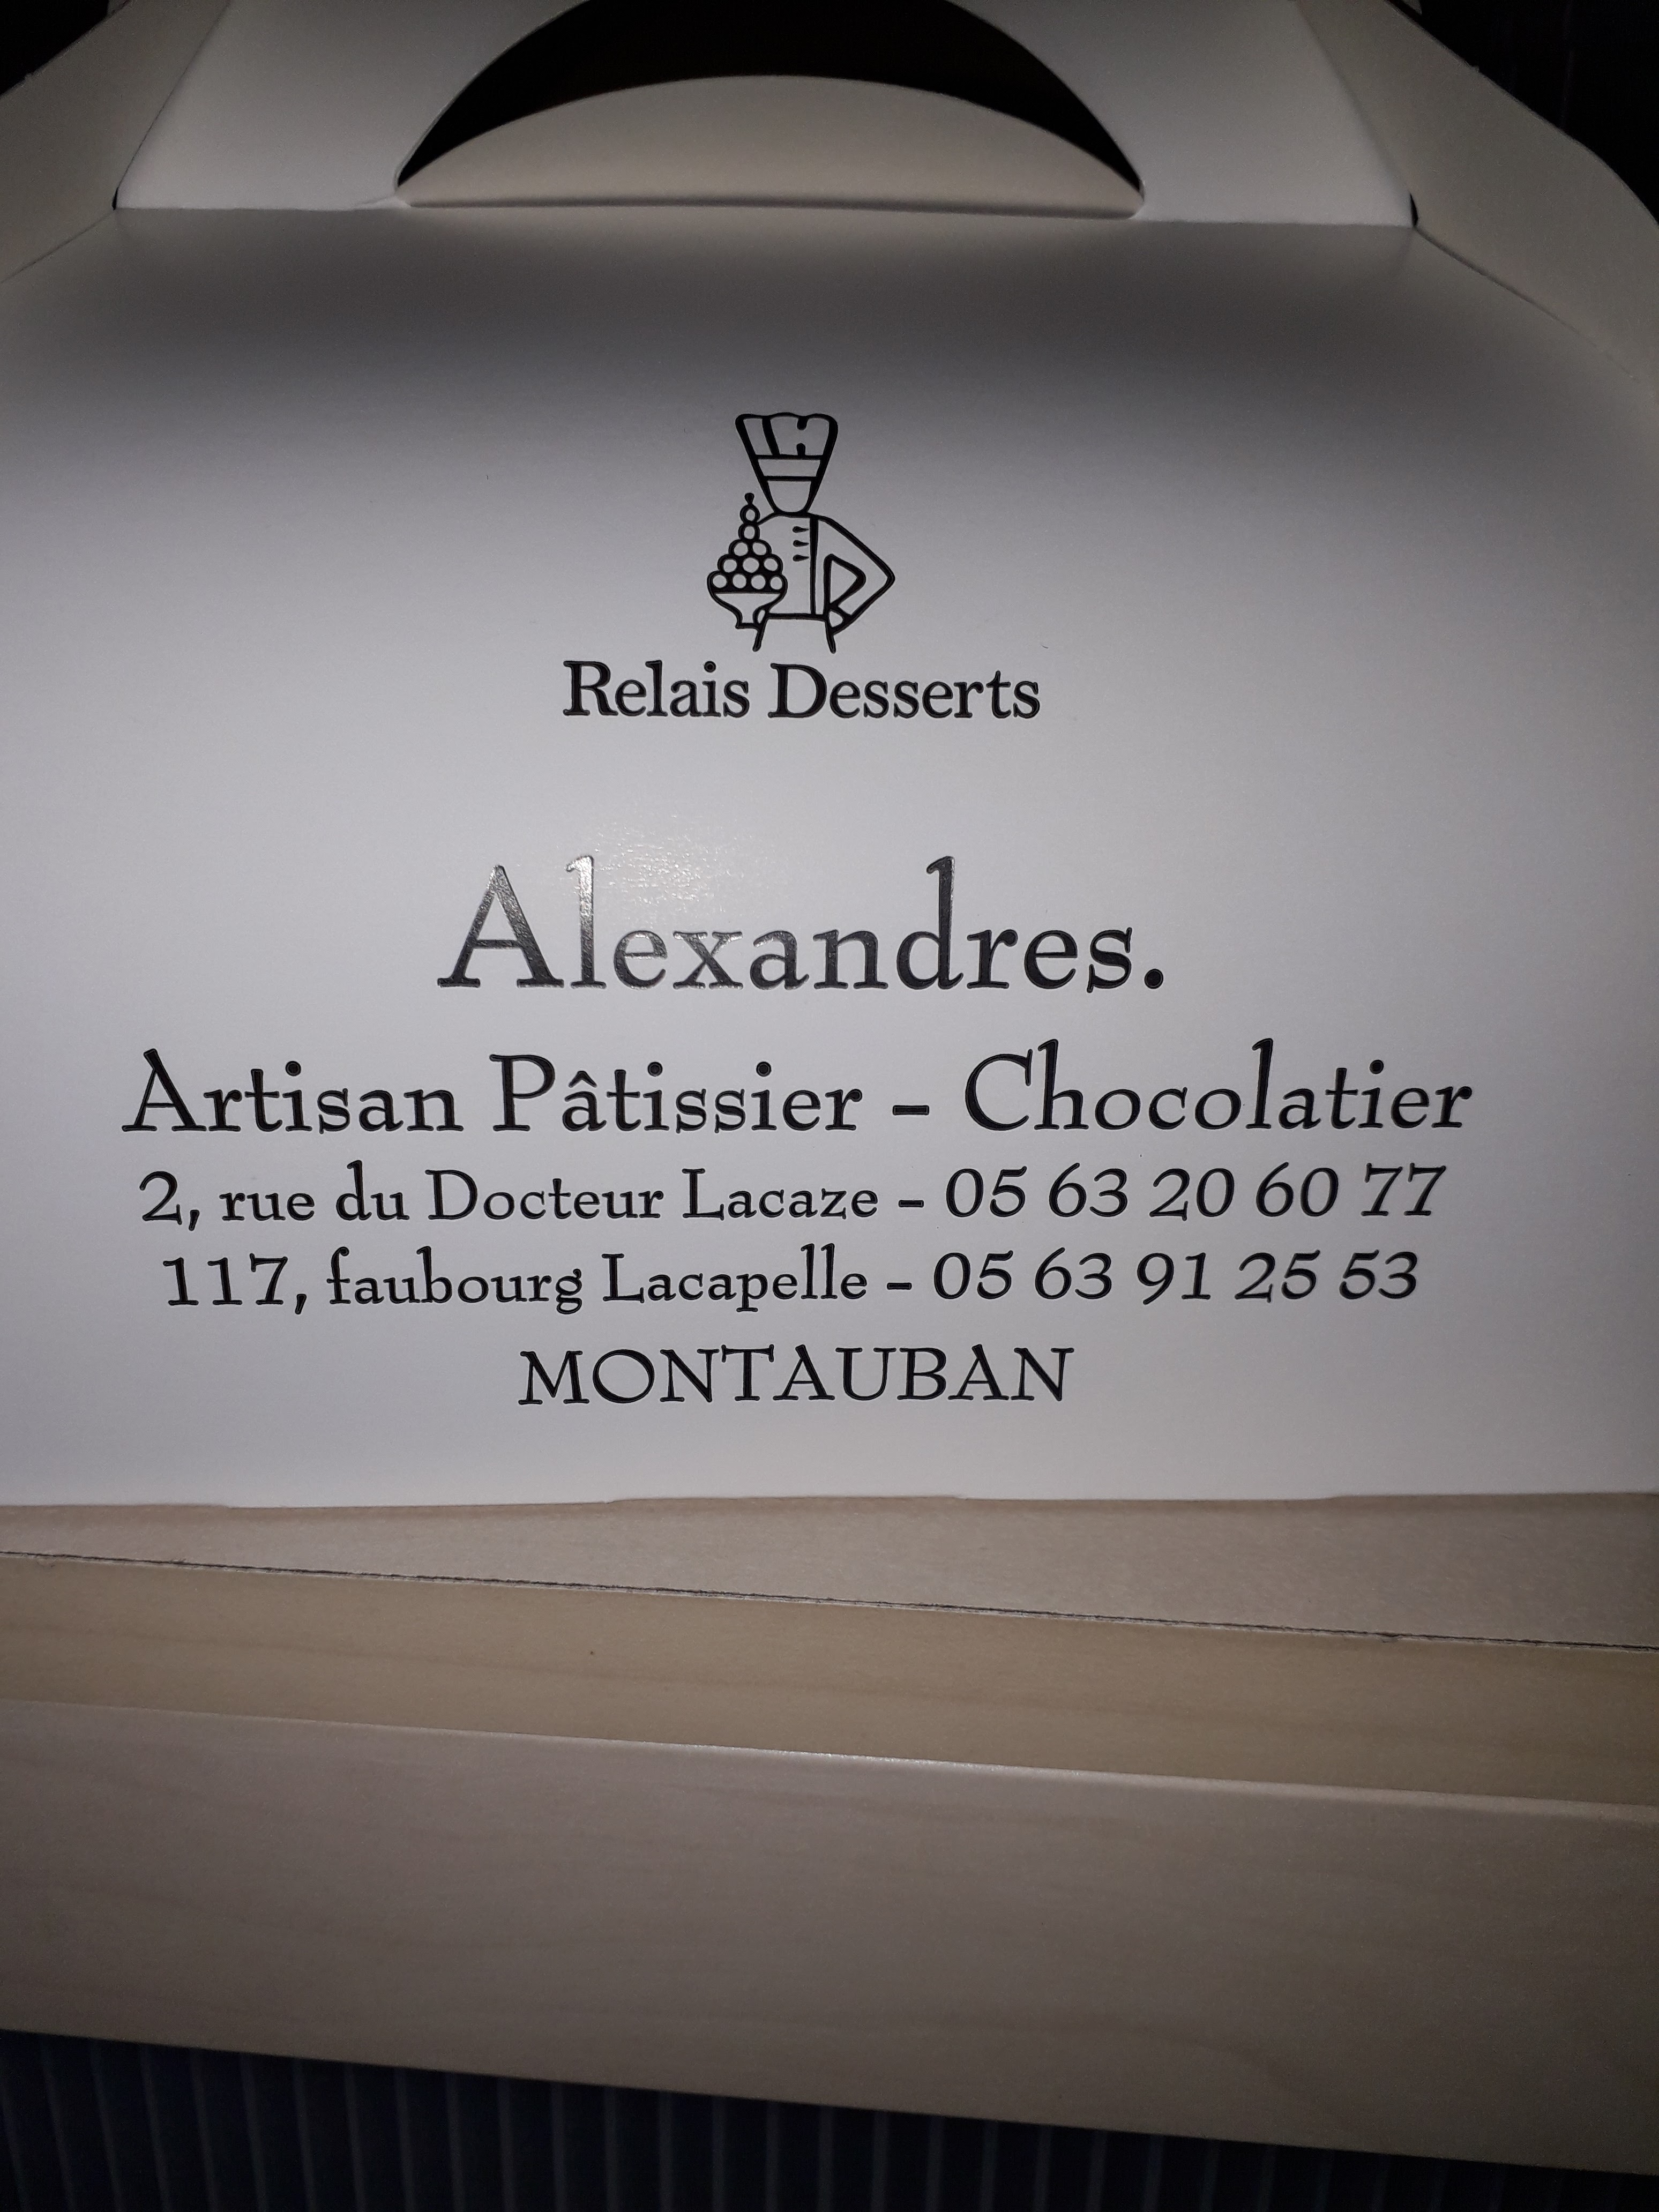 Relais Desserts
Alexandres.
Artisan Pâtissier – Chocolatier
2, rue du Docteur Lacaze – 05 63 20 60 77
117, faubourg Lacapelle – 05 63 91 25 53
MONTAUBAN